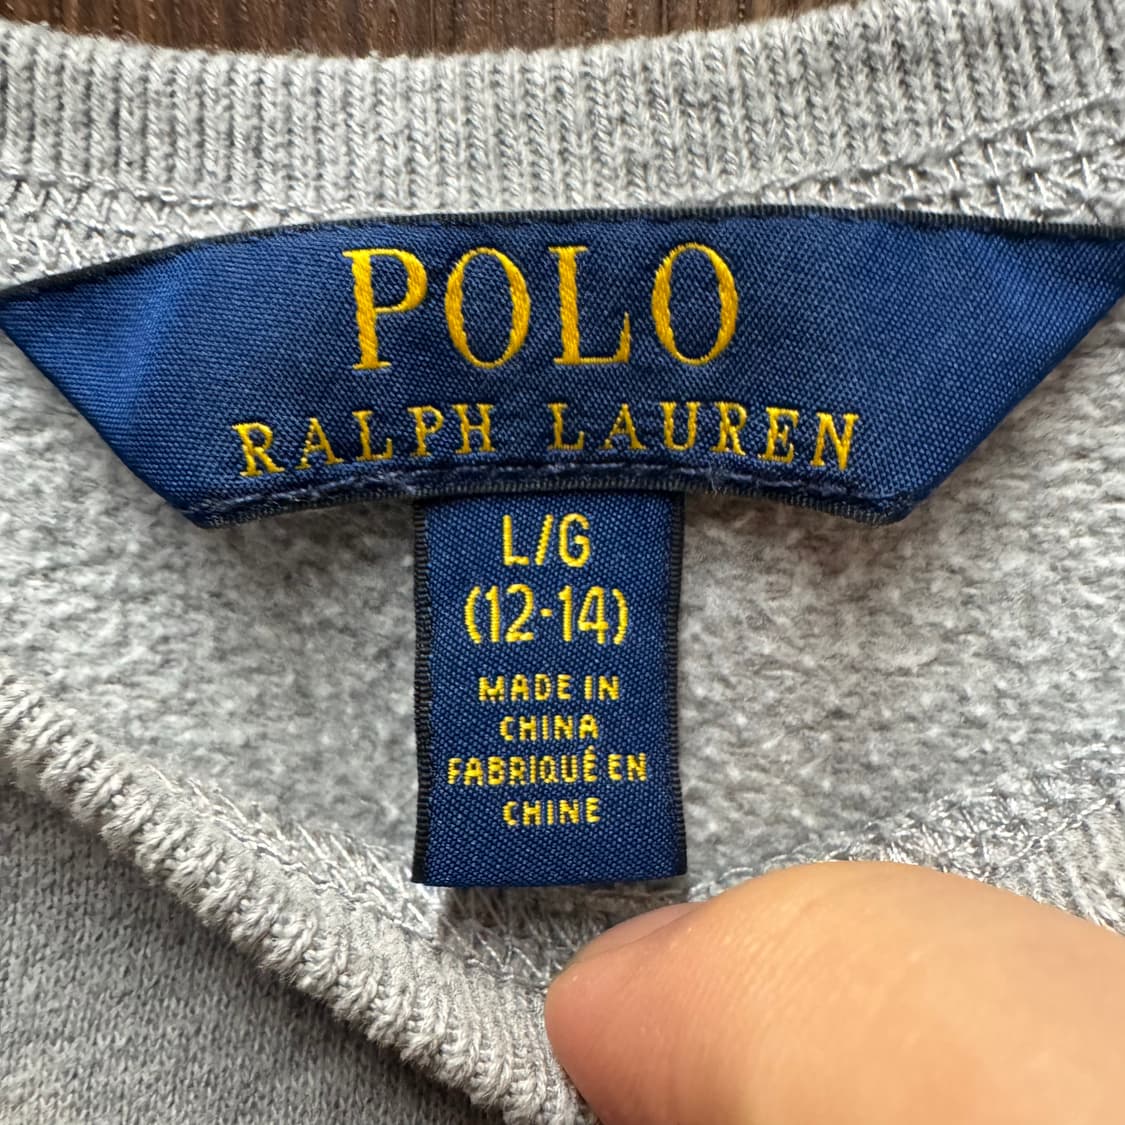 POLO
RALPH LAUREN
L/G
(12-14)
MADE IN
CHINA
FABRIQUÉ EN
CHINE